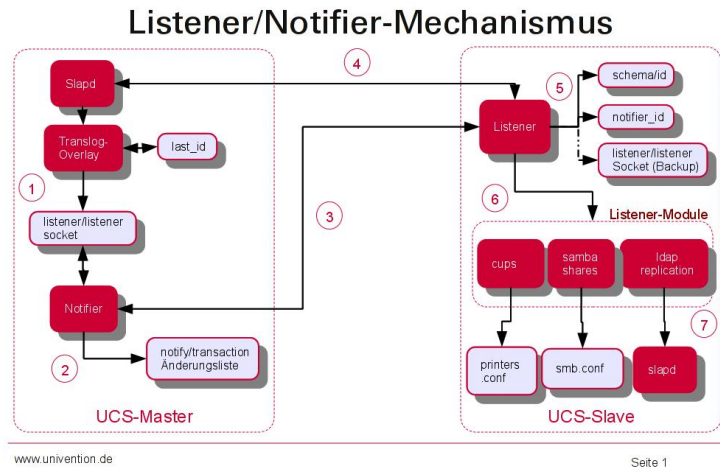 Listener/Notifier-Mechanismus
Slapd
Translog-
Overlay
last_id
1
listener/listener
socket
Notifier
2
notify/transaction
Änderungsliste
UCS-Master
4
3
Listener
5
schema/id
notifier_id
listener/listener
Socket (Backup)
6
Listener-Module
cups
samba
shares
ldap
replication
7
printers
.conf
smb.conf
slapd
UCS-Slave
www.univention.de
Seite 1